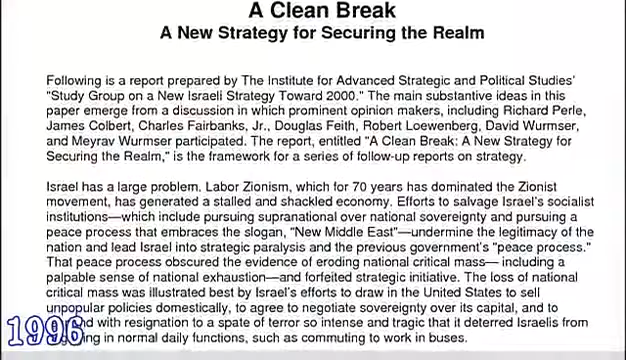 A Clean Break
A New Strategy for Securing the Realm
Following is a report prepared by The Institute for Advanced Strategic and Political Studies’
"Study Group on a New Israeli Strategy Toward 2000." The main substantive ideas in this
paper emerge from a discussion in which prominent opinion makers, including Richard Perle,
James Colbert, Charles Fairbanks, Jr., Douglas Feith, Robert Loewenberg, David Wurmser,
and Meyrav Wurmser participated. The report, entitled "A Clean Break: A New Strategy for
Securing the Realm," is the framework for a series of follow-up reports on strategy.
Israel has a large problem. Labor Zionism, which for 70 years has dominated the Zionist
movement, has generated a stalled and shackled economy. Efforts to salvage Israel's socialist
institutions—which include pursuing supranational over national sovereignty and pursuing a
peace process that embraces the slogan, "New Middle East"—undermine the legitimacy of the
nation and lead Israel into strategic paralysis and the previous government's "peace process."
That peace process obscured the evidence of eroding national critical mass— including a
palpable sense of national exhaustion—and forfeited strategic initiative. The loss of national
critical mass was illustrated best by Israel's efforts to draw in the United States to sell
unpopular policies domestically, to agree to negotiate sovereignty over its capital, and to
with resignation to a spate of terror so intense and tragic that it deterred Israelis from
in normal daily functions, such as commuting to work in buses.
1996